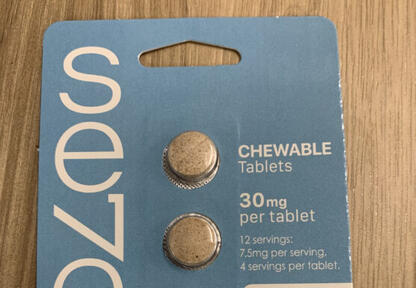 CHEWABLE
Tablets
30mg
per tablet
12 servings:
7.5mg per serving,
4 servings per tablet.